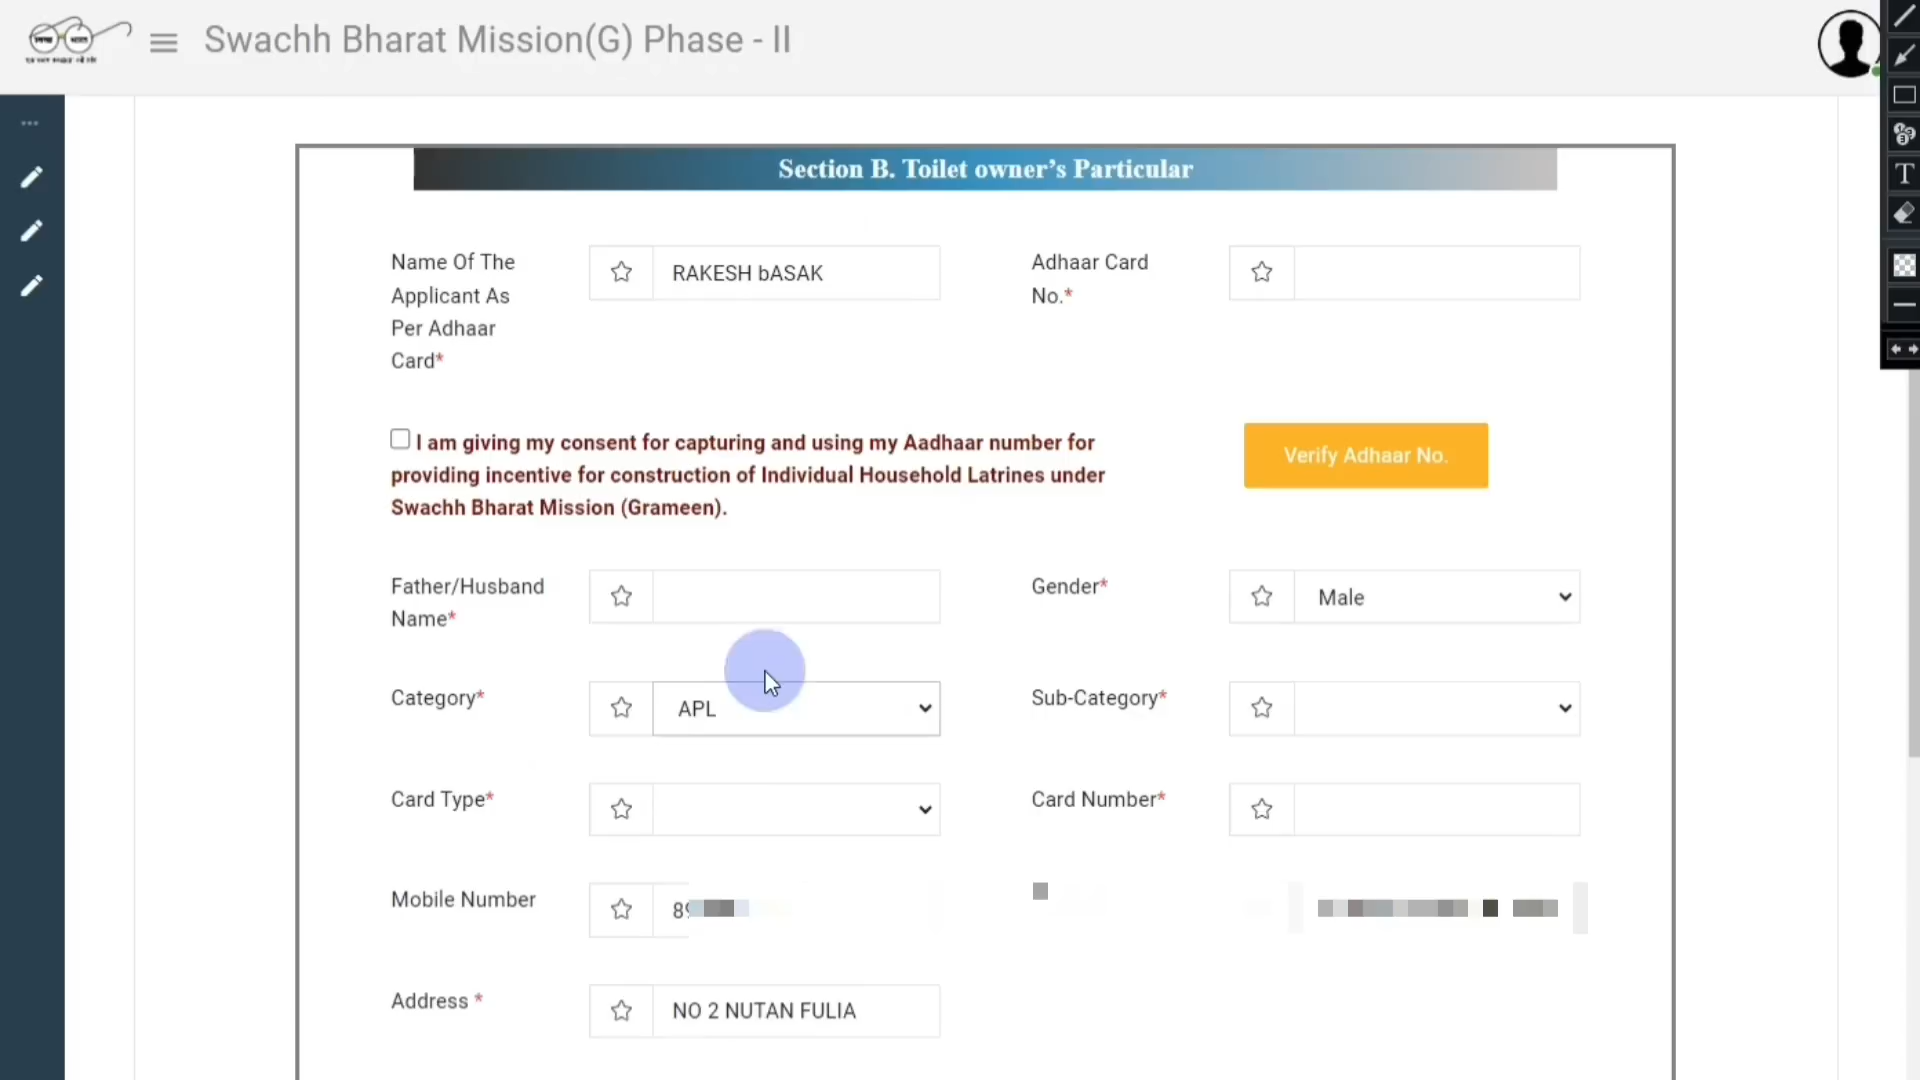 Swachh Bharat Mission(G) Phase - II
Section B. Toilet owner's Particular
Name Of The
Applicant As
Per Adhaar
Card*
RAKESH bASAK
Adhaar Card
No.*
I am giving my consent for capturing and using my Aadhaar number for
providing incentive for construction of Individual Household Latrines under
Swachh Bharat Mission (Grameen).
Verify Adhaar No.
Father/Husband
Name*
Gender*
Male
Category*
APL
Sub-Category*
Card Type*
Card Number*
Mobile Number
89
Address *
NO 2 NUTAN FULIA
T